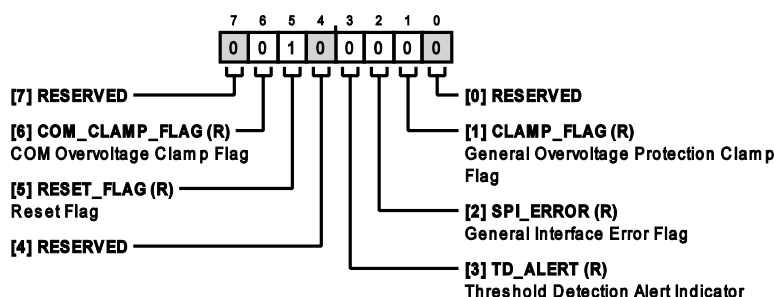 7 6 5 4 3 2 1 0
0 0 1 0 0 0 0 0
[7] RESERVED
[6] COM_CLAMP_FLAG (R)
COM Overvoltage Clamp Flag
[5] RESET_FLAG (R)
Reset Flag
[4] RESERVED
[0] RESERVED
[1] CLAMP_FLAG (R)
General Overvoltage Protection Clamp
Flag
[2] SPI_ERROR (R)
General Interface Error Flag
[3] TD_ALERT (R)
Threshold Detection Alert Indicator